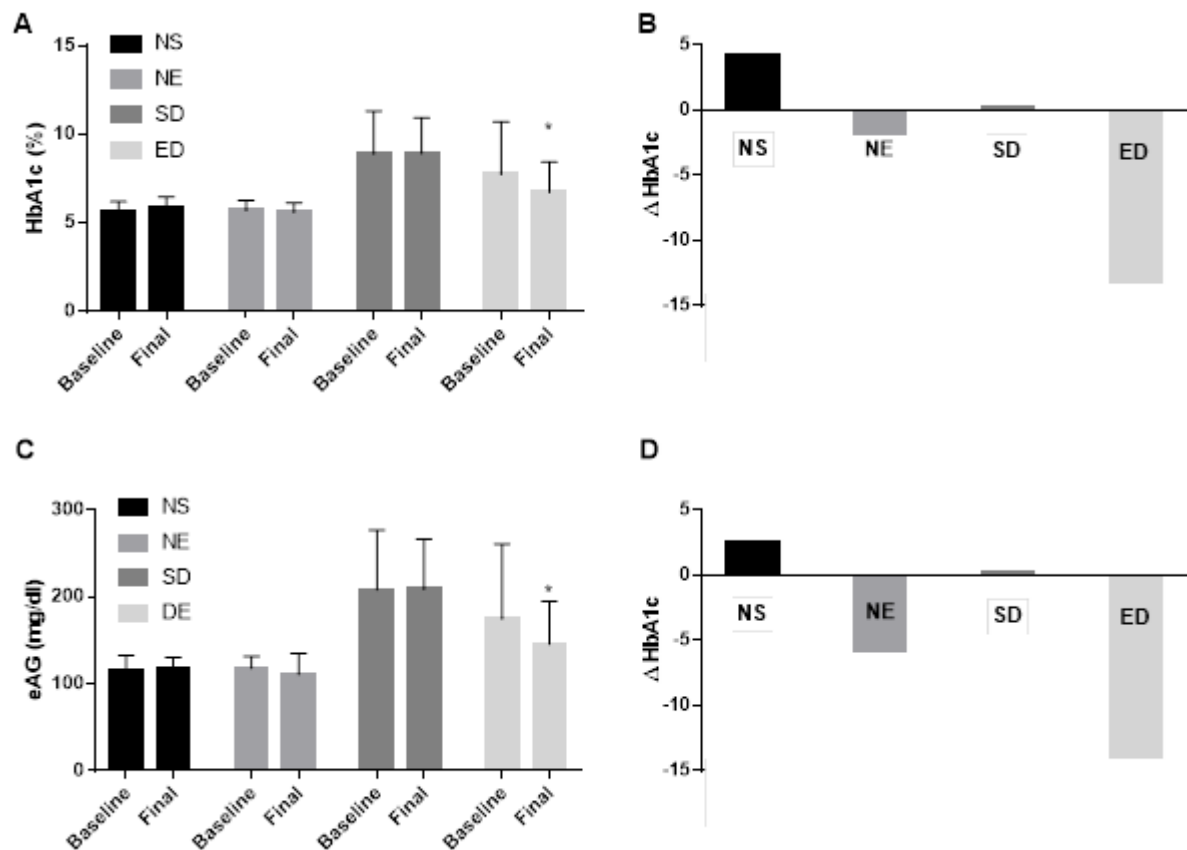 A
HbA1c (%)
15
10
5
0
NS
NE
SD
ED
*
Baseline
Final
Baseline
Final
Baseline
Final
Baseline
Final
B
Δ HbA1c
5
0
-5
-10
-15
NS
NE
SD
ED
C
eAG (mg/dl)
300
200
100
0
NS
NE
SD
DE
*
Baseline
Final
Baseline
Final
Baseline
Final
Baseline
Final
D
Δ HbA1c
5
0
-5
-10
-15
NS
NE
SD
ED